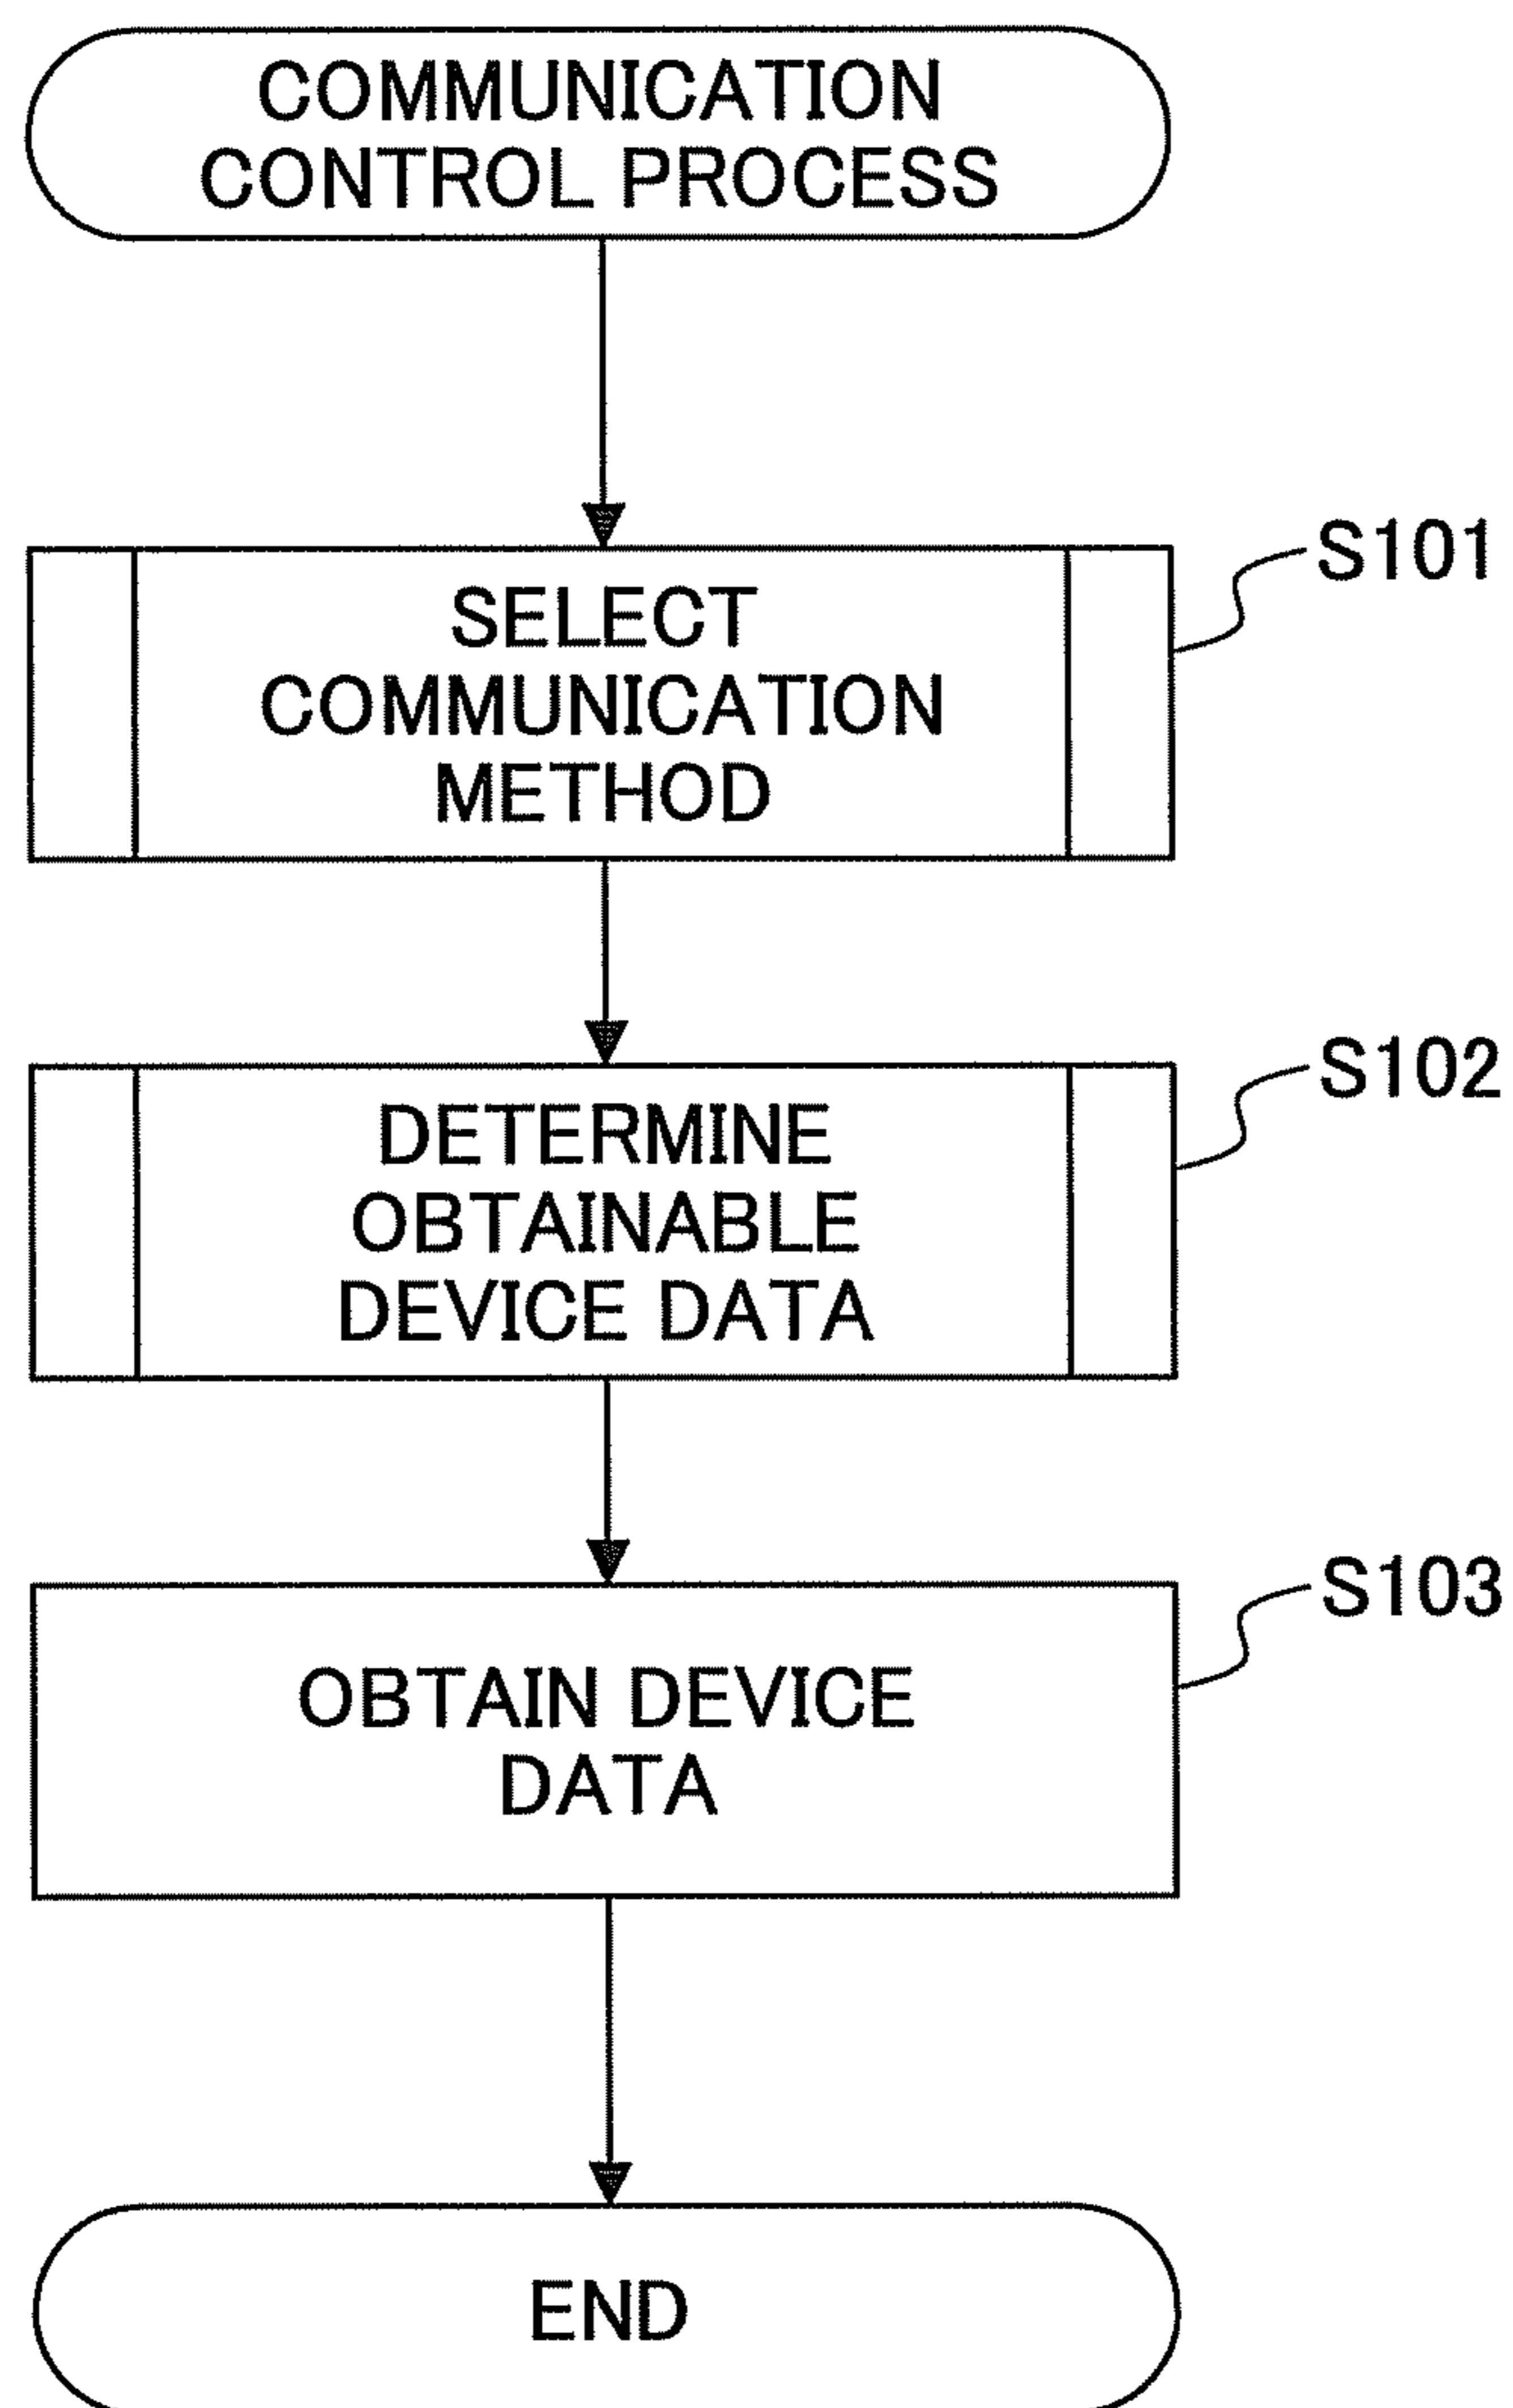 COMMUNICATION
CONTROL PROCESS
S101
SELECT
COMMUNICATION
METHOD
S102
DETERMINE
OBTAINABLE
DEVICE DATA
S103
OBTAIN DEVICE
DATA
END